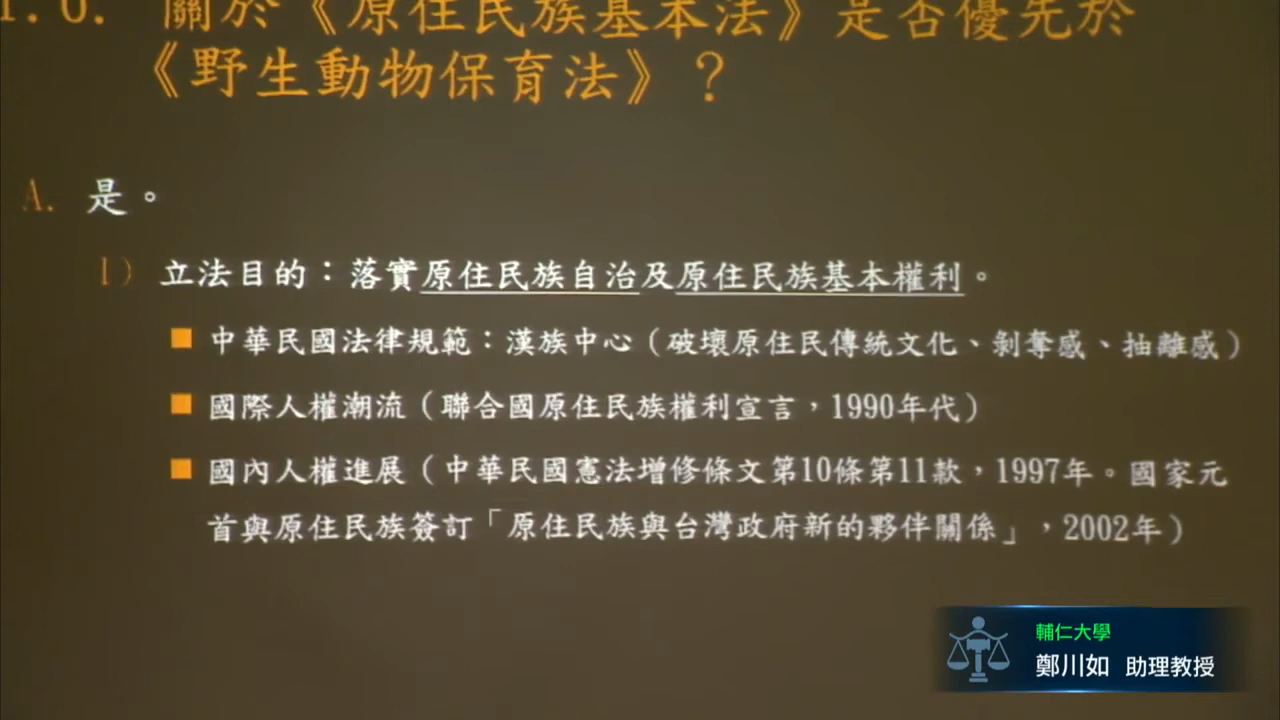 1.0. 關於《原住民族基本法》是否優先於
《野生動物保育法》？
A. 是。
1) 立法目的：落實原住民族自治及原住民族基本權利。
中華民國法律規範：漢族中心（破壞原住民傳統文化、剝奪感、抽離感）
國際人權潮流（聯合國原住民族權利宣言，1990年代）
國內人權進展（中華民國憲法增修條文第10條第11款，1997年。國家元
首與原住民族簽訂「原住民族與台灣政府新的夥伴關係」，2002年）
輔仁大學
鄭川如 助理教授